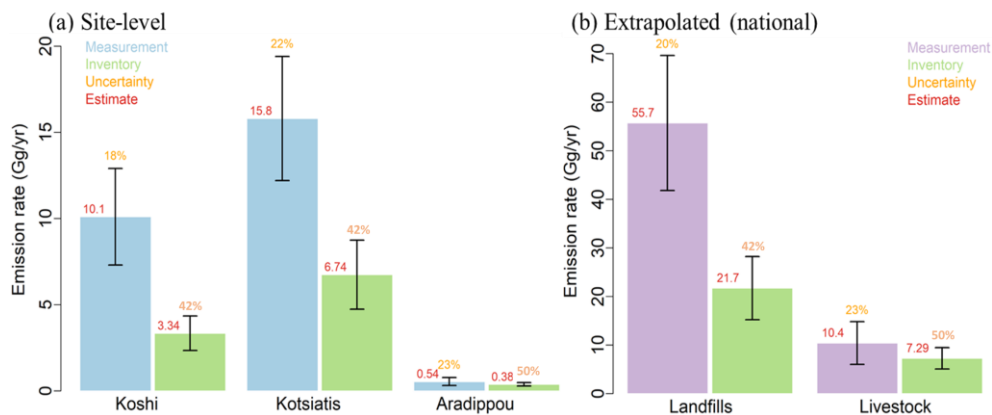 (a) Site-level
Measurement
Inventory
Uncertainty
Estimate
Emission rate (Gg/yr)
20
15
10
5
0
10.1
18%
3.34
42%
15.8
22%
6.74
42%
0.54
23%
0.38
50%
Koshi
Kotsiatis
Aradippou
(b) Extrapolated (national)
Measurement
Inventory
Uncertainty
Estimate
Emission rate (Gg/yr)
70
60
50
40
30
20
10
0
55.7
20%
21.7
42%
10.4
23%
7.29
50%
Landfills
Livestock